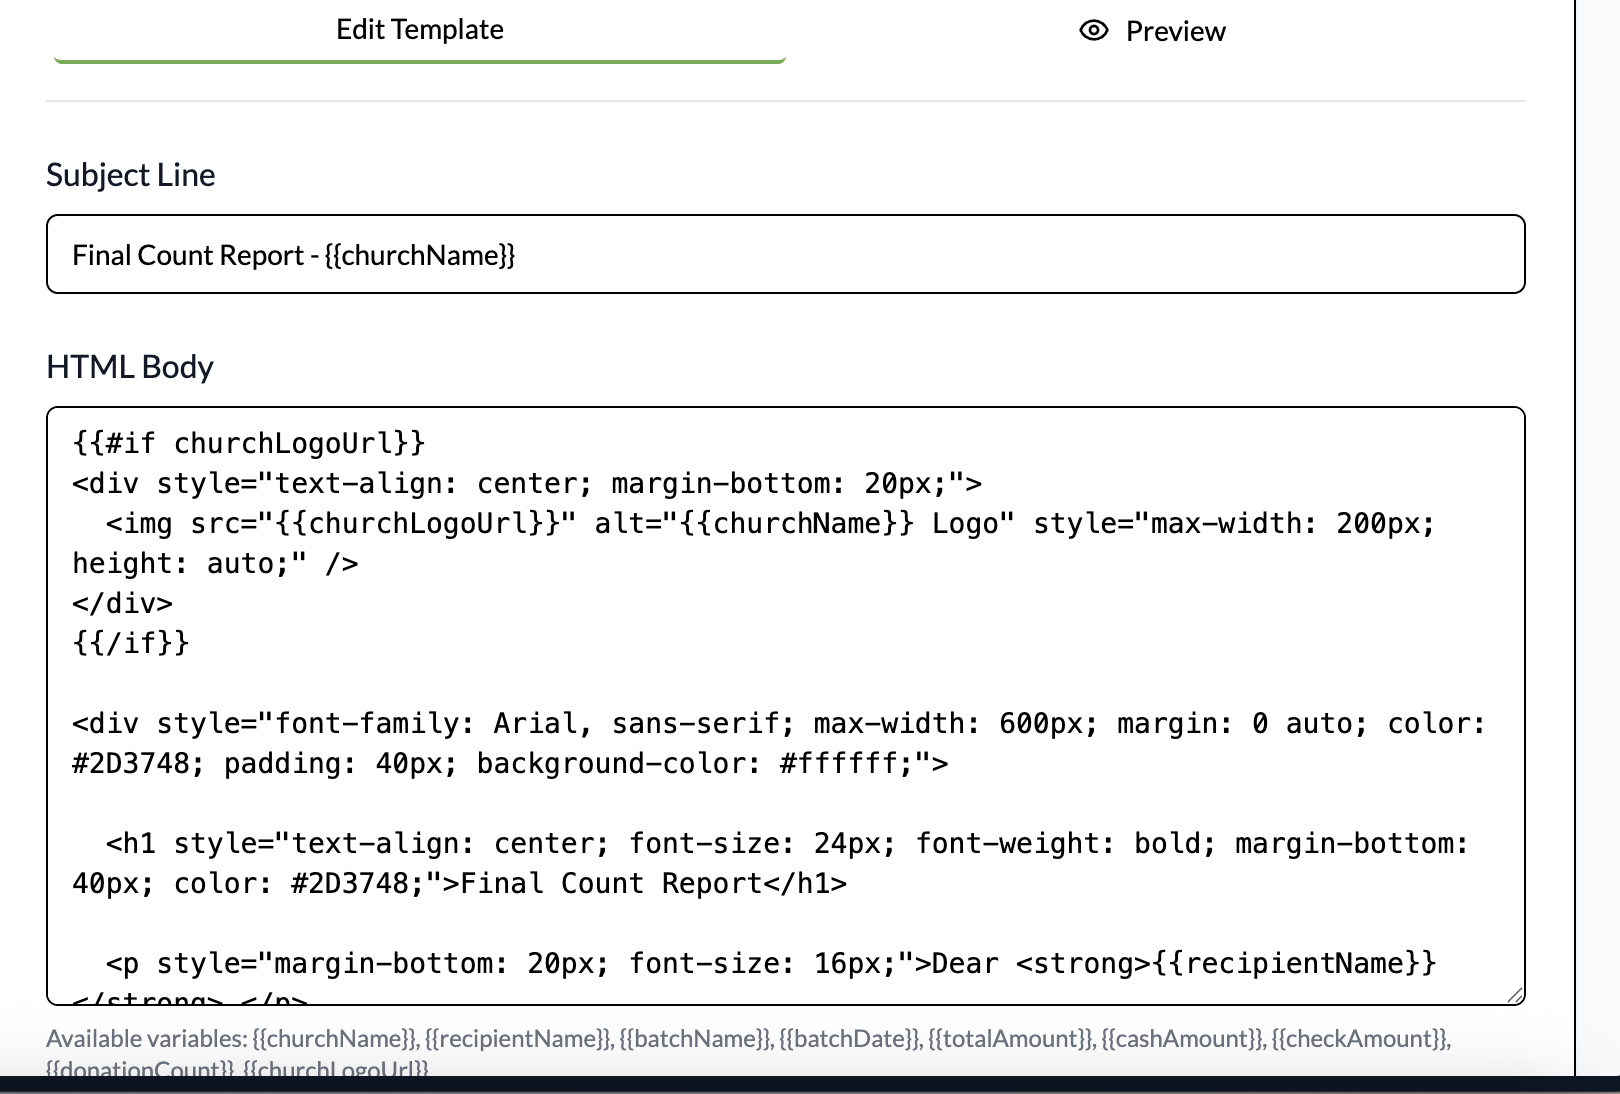 Edit Template
Preview
Subject Line
Final Count Report - {{churchName}}
HTML Body
{{#if churchLogoUrl}}
<div style="text-align: center; margin-bottom: 20px;">
  <img src="{{churchLogoUrl}}" alt="{{churchName}} Logo" style="max-width: 200px;
height: auto;" />
</div>
{{/if}}
<div style="font-family: Arial, sans-serif; max-width: 600px; margin: 0 auto; color:
#2D3748; padding: 40px; background-color: #ffffff;">
  <h1 style="text-align: center; font-size: 24px; font-weight: bold; margin-bottom:
40px; color: #2D3748;">Final Count Report</h1>
  <p style="margin-bottom: 20px; font-size: 16px;">Dear <strong>{{recipientName}}
</strong>,</p>
Available variables: {{churchName}}, {{recipientName}}, {{batchName}}, {{batchDate}}, {{totalAmount}}, {{cashAmount}}, {{checkAmount}},
{{donationCount}}, {{churchLogoUrl}}